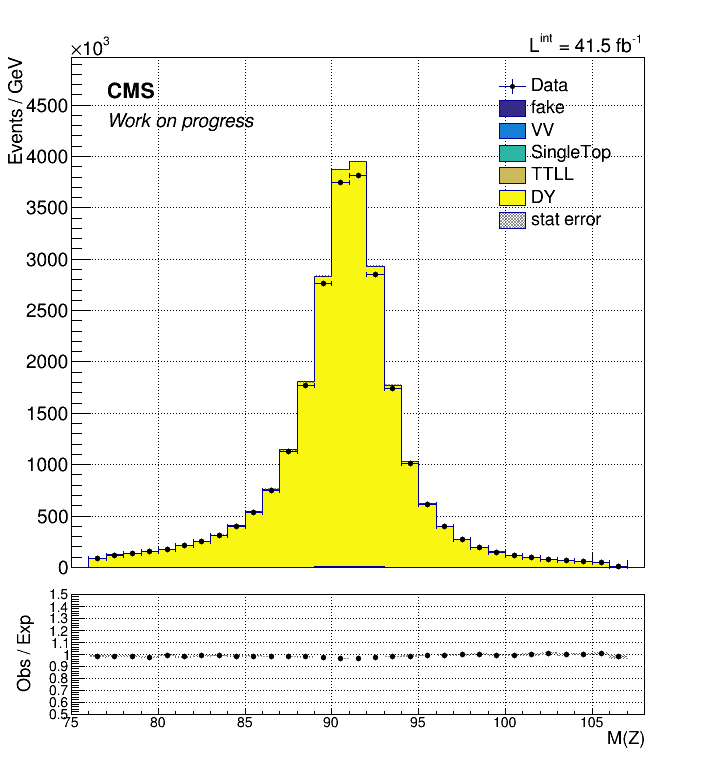 ×10³
L^int = 41.5 fb^-1
Events / GeV
CMS
Work on progress
Data
fake
VV
SingleTop
TTLL
DY
stat error
4500
4000
3500
3000
2500
2000
1500
1000
500
0
Obs / Exp
1.5
1.4
1.3
1.2
1.1
1
0.9
0.8
0.7
0.6
0.5
75 80 85 90 95 100 105
M(Z)